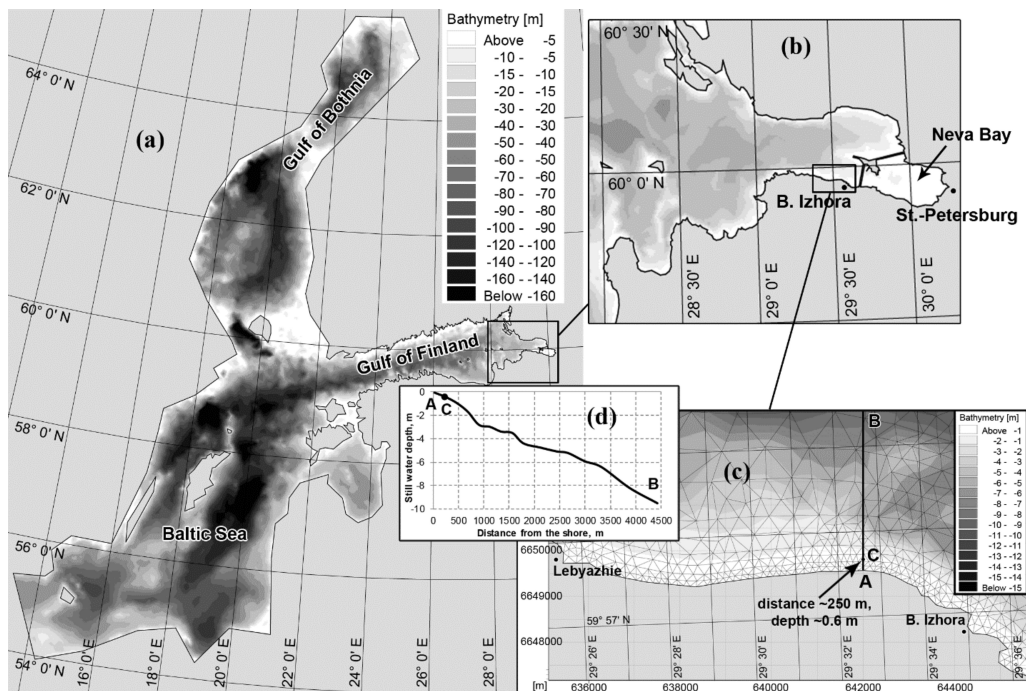 (a)
64° 0' N
62° 0' N
60° 0' N
58° 0' N
56° 0' N
54° 0' N
16° 0' E
18° 0' E
20° 0' E
22° 0' E
24° 0' E
26° 0' E
28° 0' E
Gulf of Bothnia
Gulf of Finland
Baltic Sea
Bathymetry [m]
Above -5
-10 - -5
-15 - -10
-20 - -15
-30 - -20
-40 - -30
-50 - -40
-60 - -50
-70 - -60
-80 - -70
-90 - -80
-100 - -90
-120 - -100
-140 - -120
-160 - -140
Below -160
(b)
60° 30' N
60° 0' N
Neva Bay
B. Izhora
St.-Petersburg
28° 30' E
29° 0' E
29° 30' E
30° 0' E
(d)
A
C
B
Still water depth, m
0
-2
-4
-6
-8
-10
0 500 1000 1500 2000 2500 3000 3500 4000 4500
Distance from the shore, m
(c)
B
C
A
distance ~250 m,
depth ~0.6 m
Lebyazhie
B. Izhora
Bathymetry [m]
Above -1
-2 - -1
-3 - -2
-4 - -3
-5 - -4
-6 - -5
-7 - -6
-8 - -7
-9 - -8
-10 - -9
-11 - -10
-12 - -11
-13 - -12
-14 - -13
-15 - -14
Below -15
6650000
6649000
6648000
59° 57' N
29° 26' E
29° 28' E
29° 30' E
29° 32' E
29° 34' E
29° 36' E
[m]
636000
638000
640000
642000
644000